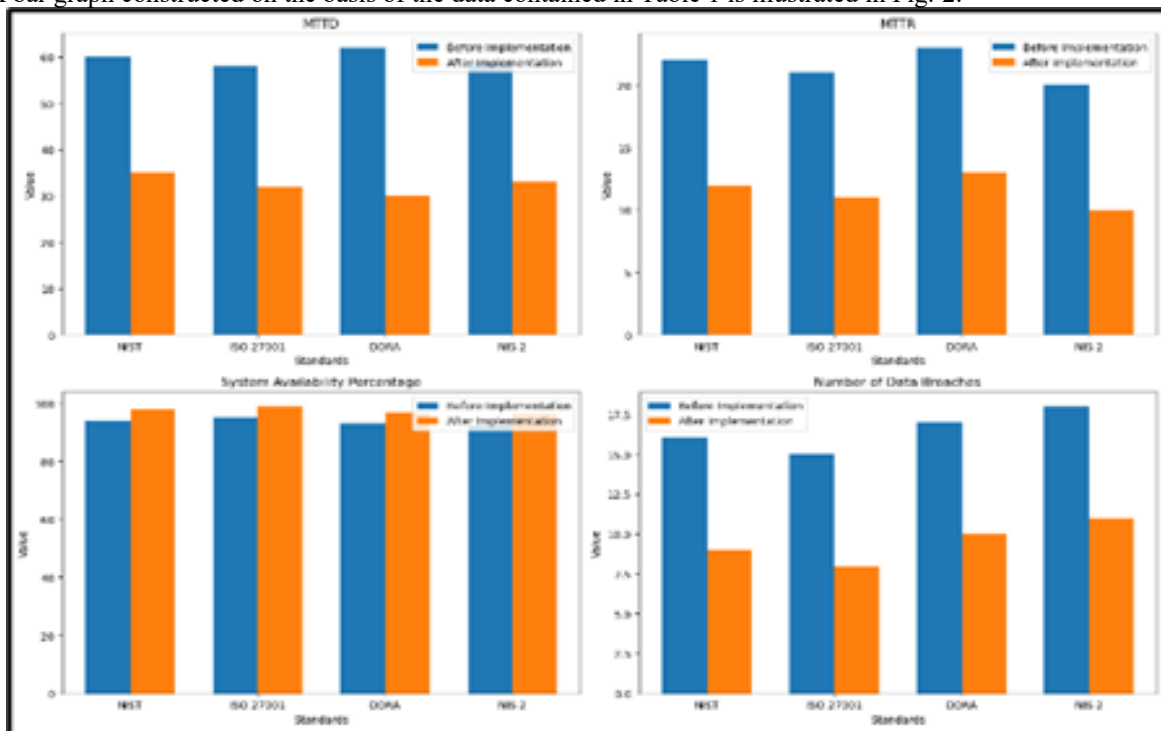 bar graph constructed on the basis of the data contained in Table 1 is illustrated in Fig. 2.
MTTD
Before Implementation
After Implementation
60
50
40
30
20
10
0
Value
NIST ISO 27001 DORA NIS 2
Standards
MTTR
Before Implementation
After Implementation
20
15
10
5
0
Value
NIST ISO 27001 DORA NIS 2
Standards
System Availability Percentage
Before Implementation
After Implementation
100
80
60
40
20
0
Value
NIST ISO 27001 DORA NIS 2
Standards
Number of Data Breaches
Before Implementation
After Implementation
17.5
15.0
12.5
10.0
7.5
0.0
Value
NIST ISO 27001 DORA NIS 2
Standards